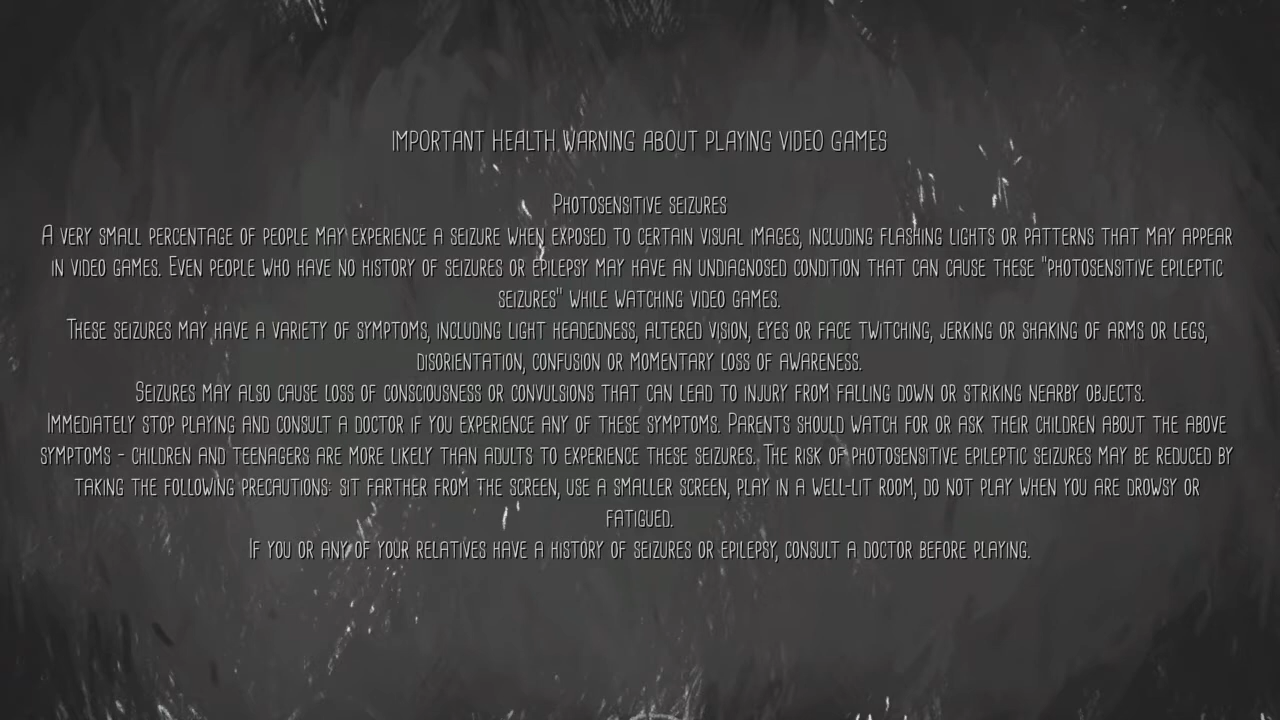 IMPORTANT HEALTH WARNING ABOUT PLAYING VIDEO GAMES
PHOTOSENSITIVE SEIZURES
A VERY SMALL PERCENTAGE OF PEOPLE MAY EXPERIENCE A SEIZURE WHEN EXPOSED TO CERTAIN VISUAL IMAGES, INCLUDING FLASHING LIGHTS OR PATTERNS THAT MAY APPEAR
IN VIDEO GAMES. EVEN PEOPLE WHO HAVE NO HISTORY OF SEIZURES OR EPILEPSY MAY HAVE AN UNDIAGNOSED CONDITION THAT CAN CAUSE THESE "PHOTOSENSITIVE EPILEPTIC
SEIZURES" WHILE WATCHING VIDEO GAMES.
THESE SEIZURES MAY HAVE A VARIETY OF SYMPTOMS, INCLUDING LIGHT HEADEDNESS, ALTERED VISION, EYES OR FACE TWITCHING, JERKING OR SHAKING OF ARMS OR LEGS,
DISORIENTATION, CONFUSION OR MOMENTARY LOSS OF AWARENESS.
SEIZURES MAY ALSO CAUSE LOSS OF CONSCIOUSNESS OR CONVULSIONS THAT CAN LEAD TO INJURY FROM FALLING DOWN OR STRIKING NEARBY OBJECTS.
IMMEDIATELY STOP PLAYING AND CONSULT A DOCTOR IF YOU EXPERIENCE ANY OF THESE SYMPTOMS. PARENTS SHOULD WATCH FOR OR ASK THEIR CHILDREN ABOUT THE ABOVE
SYMPTOMS - CHILDREN AND TEENAGERS ARE MORE LIKELY THAN ADULTS TO EXPERIENCE THESE SEIZURES. THE RISK OF PHOTOSENSITIVE EPILEPTIC SEIZURES MAY BE REDUCED BY
TAKING THE FOLLOWING PRECAUTIONS: SIT FARTHER FROM THE SCREEN, USE A SMALLER SCREEN, PLAY IN A WELL-LIT ROOM, DO NOT PLAY WHEN YOU ARE DROWSY OR
FATIGUED.
IF YOU OR ANY OF YOUR RELATIVES HAVE A HISTORY OF SEIZURES OR EPILEPSY, CONSULT A DOCTOR BEFORE PLAYING.